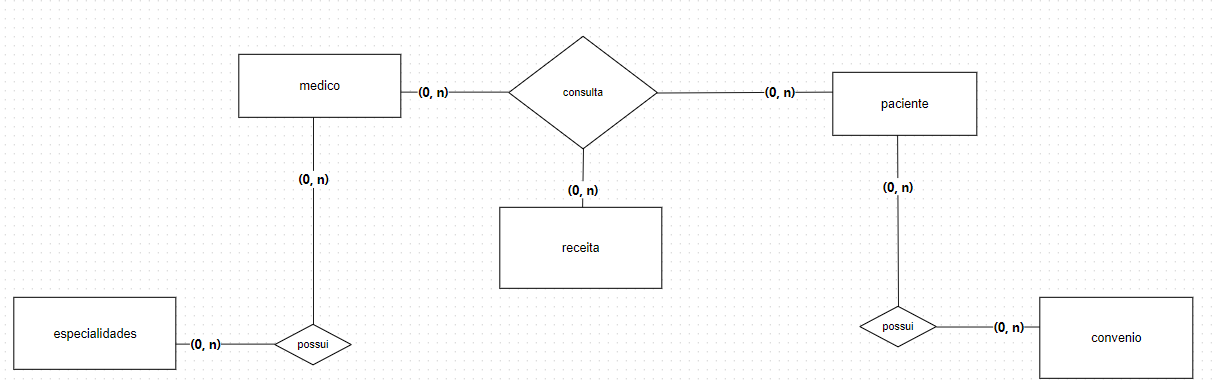 medico
(0, n)
consulta
(0, n)
paciente
(0, n)
(0, n)
(0, n)
receita
especialidades
(0, n)
possui
possui
(0, n)
convenio